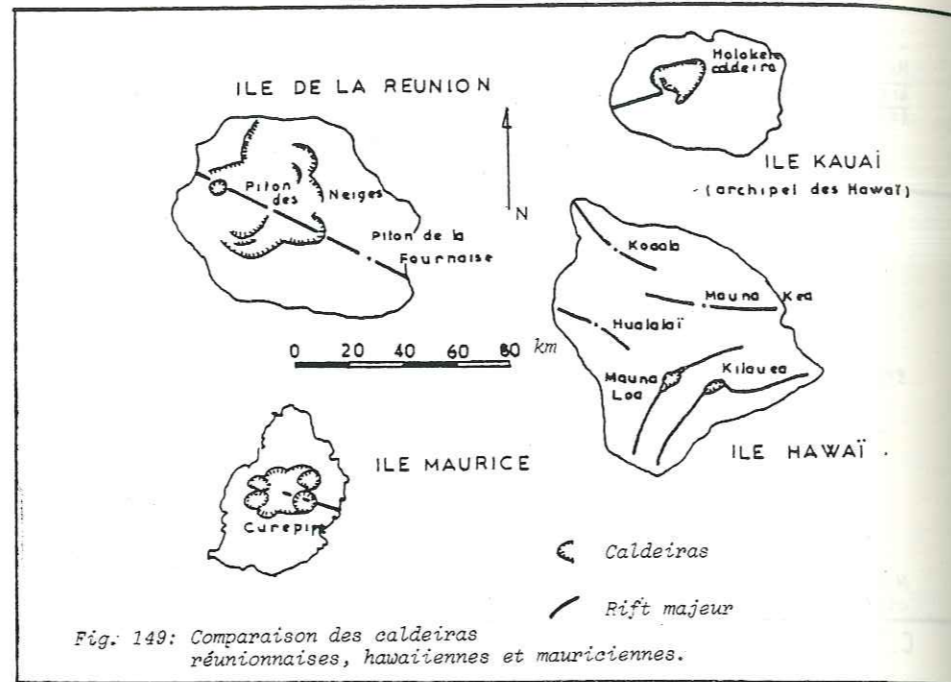 ILE DE LA REUNION
Piton des Neiges
Piton de la
Fournaise
N
Holokele
caldeira
ILE KAUAÏ
(archipel des Hawaï)
Kooala
Mauna Kea
Hualalaï
Mauna
Loa
Kilauea
ILE HAWAÏ
0 20 40 60 80 km
ILE MAURICE
Curepipe
Caldeiras
Rift majeur
Fig. 149: Comparaison des caldeiras
réunionnaises, hawaiiennes et mauriciennes.